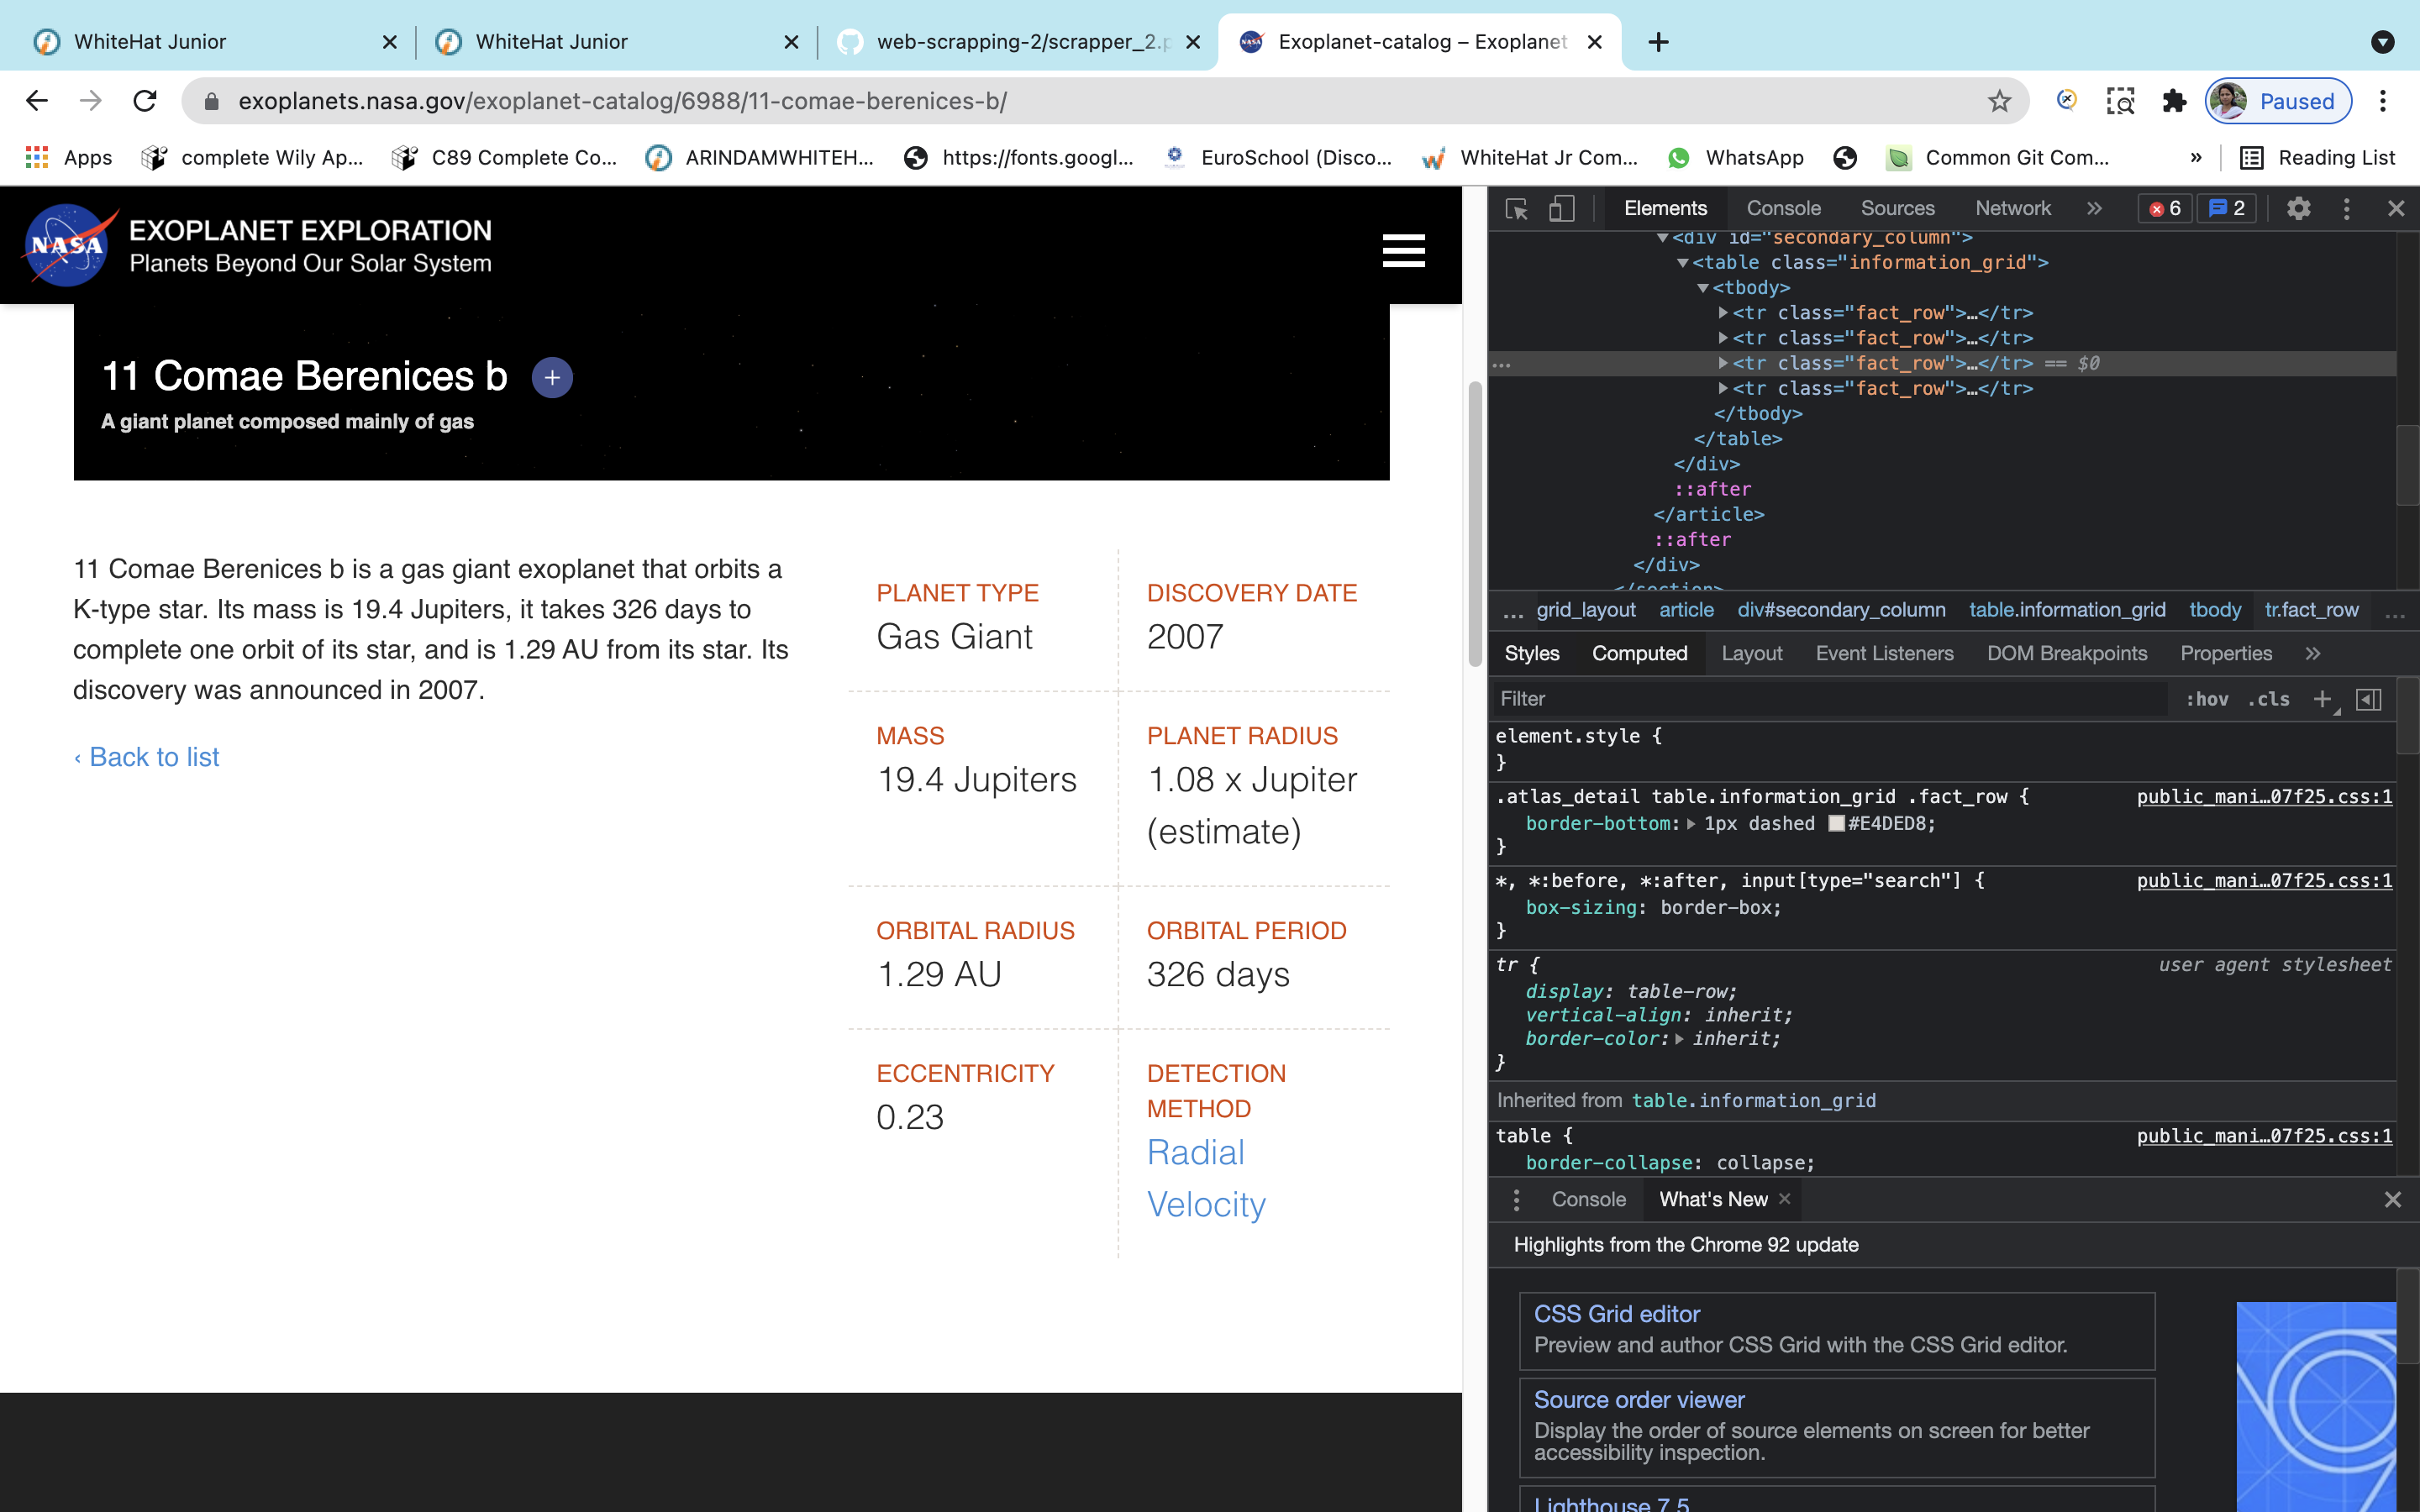 WhiteHat Junior
WhiteHat Junior
web-scrapping-2/scrapper_2.p
Exoplanet-catalog – Exoplanet
exoplanets.nasa.gov/exoplanet-catalog/6988/11-comae-berenices-b/
Paused
Apps
complete Wily Ap...
C89 Complete Co...
ARINDAMWHITEH...
https://fonts.googl...
EuroSchool (Disco...
WhiteHat Jr Com...
WhatsApp
Common Git Com...
»
Reading List
NASA
EXOPLANET EXPLORATION
Planets Beyond Our Solar System
11 Comae Berenices b +
A giant planet composed mainly of gas
11 Comae Berenices b is a gas giant exoplanet that orbits a
K-type star. Its mass is 19.4 Jupiters, it takes 326 days to
complete one orbit of its star, and is 1.29 AU from its star. Its
discovery was announced in 2007.
‹ Back to list
PLANET TYPE
Gas Giant
DISCOVERY DATE
2007
MASS
19.4 Jupiters
PLANET RADIUS
1.08 x Jupiter
(estimate)
ORBITAL RADIUS
1.29 AU
ORBITAL PERIOD
326 days
ECCENTRICITY
0.23
DETECTION
METHOD
Radial
Velocity
Elements
Console
Sources
Network
»
6
2
<div id="secondary_column">
<table class="information_grid">
<tbody>
<tr class="fact_row">…</tr>
<tr class="fact_row">…</tr>
... <tr class="fact_row">…</tr> == $0
<tr class="fact_row">…</tr>
</tbody>
</table>
</div>
::after
</article>
::after
</div>
</section>
... grid_layout article div#secondary_column table.information_grid tbody tr.fact_row ...
Styles Computed Layout Event Listeners DOM Breakpoints Properties »
Filter
:hov .cls +
element.style {
}
.atlas_detail table.information_grid .fact_row { public_mani…07f25.css:1
border-bottom: 1px dashed #E4DED8;
}
*, *:before, *:after, input[type="search"] { public_mani…07f25.css:1
box-sizing: border-box;
}
tr { user agent stylesheet
display: table-row;
vertical-align: inherit;
border-color: inherit;
}
Inherited from table.information_grid
table { public_mani…07f25.css:1
border-collapse: collapse;
Console What's New
Highlights from the Chrome 92 update
CSS Grid editor
Preview and author CSS Grid with the CSS Grid editor.
Source order viewer
Display the order of source elements on screen for better
accessibility inspection.
Lighthouse 7.5